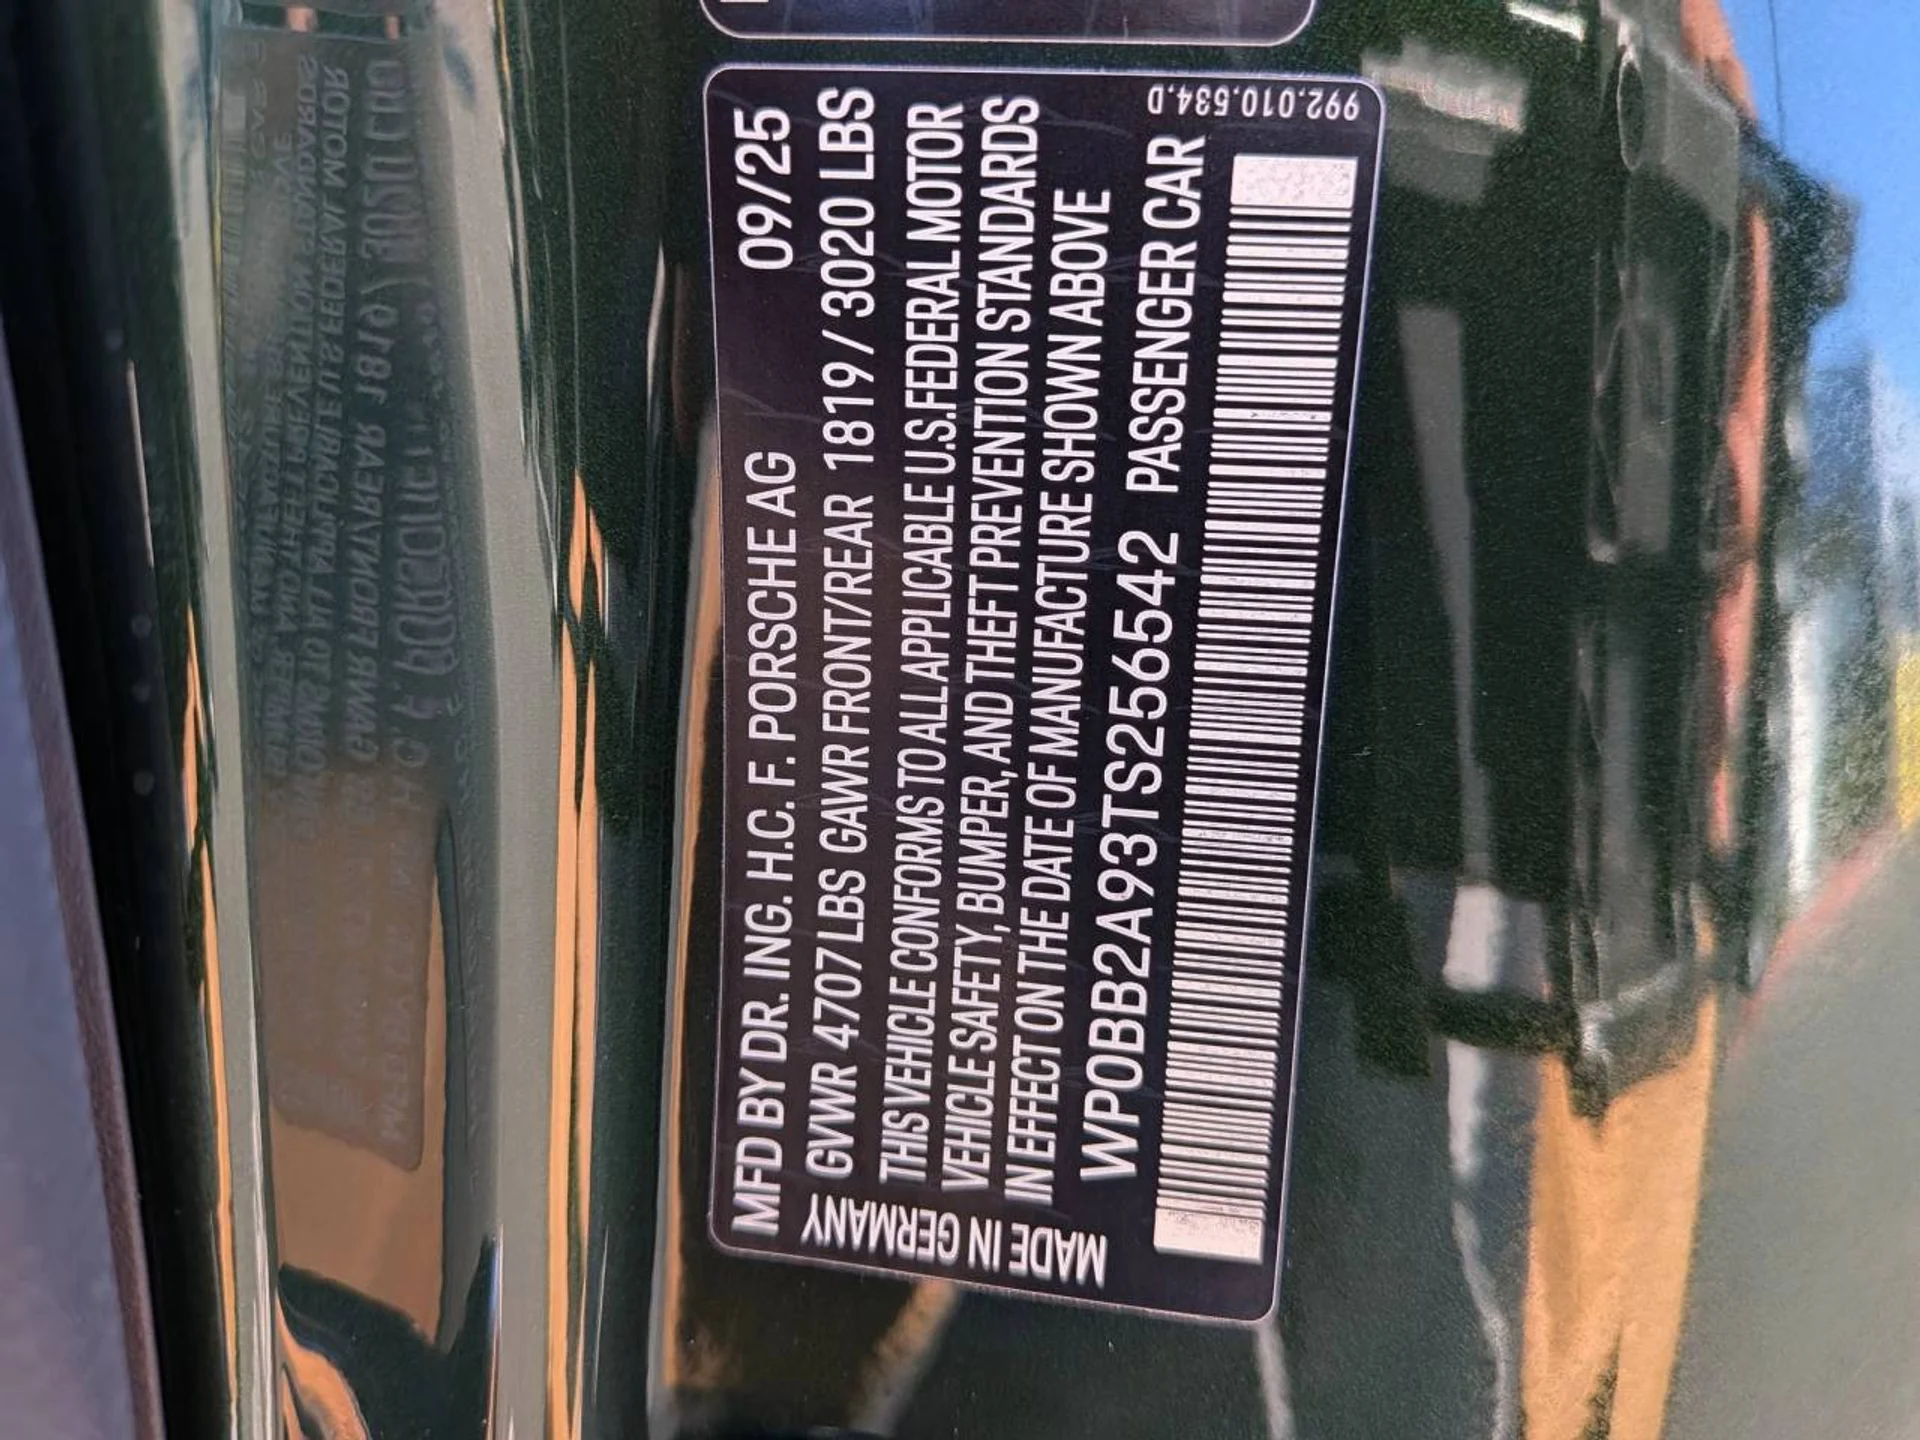 MFD BY DR. ING. H.C. F. PORSCHE AG 09/25
GVWR 4707 LBS GAWR FRONT/REAR 1819 / 3020 LBS
THIS VEHICLE CONFORMS TO ALL APPLICABLE U.S.FEDERAL MOTOR
VEHICLE SAFETY, BUMPER, AND THEFT PREVENTION STANDARDS
IN EFFECT ON THE DATE OF MANUFACTURE SHOWN ABOVE
WP0BB2A93TS256542 PASSENGER CAR
MADE IN GERMANY
992.010.534.D